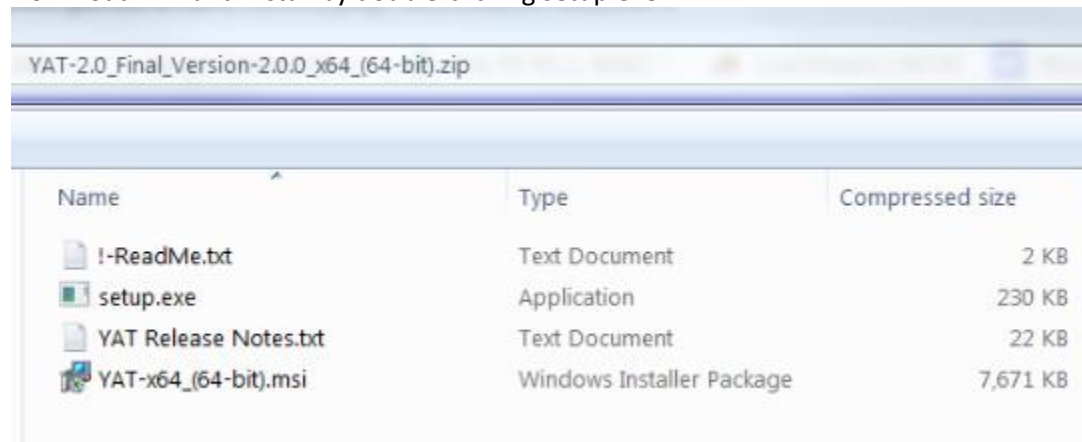 YAT-2.0_Final_Version-2.0.0_x64_(64-bit).zip
Name Type Compressed size
!-ReadMe.txt Text Document 2 KB
setup.exe Application 230 KB
YAT Release Notes.txt Text Document 22 KB
YAT-x64_(64-bit).msi Windows Installer Package 7,671 KB